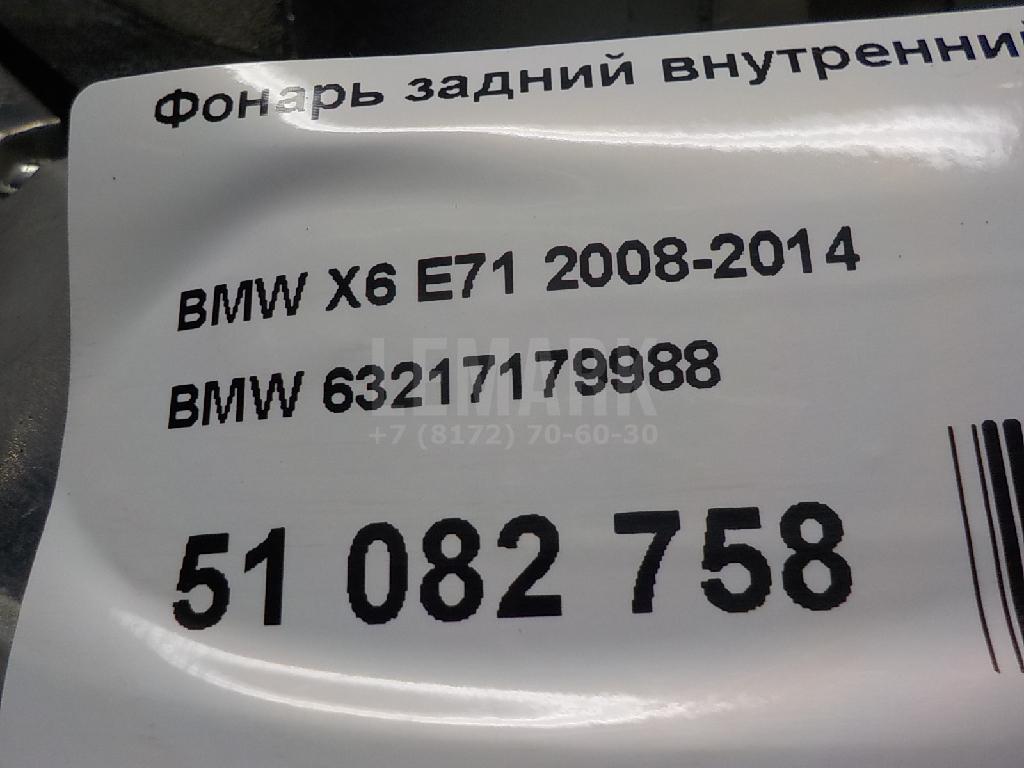 Фонарь задний внутренний
BMW X6 E71 2008-2014
BMW 63217179988
LEMARK
+7 (8172) 70-60-30
51 082 758